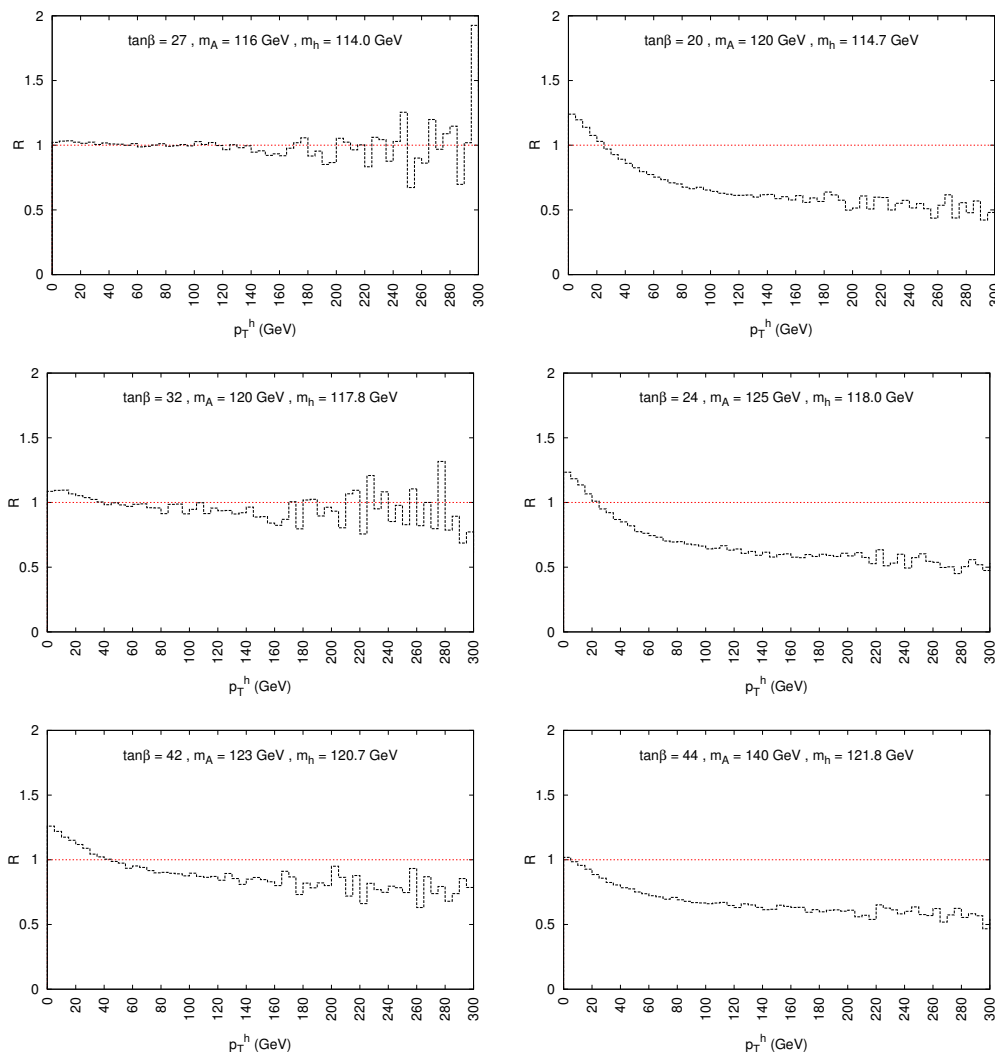 tanβ = 27 , m_A = 116 GeV , m_h = 114.0 GeV
2
1.5
1
0.5
0
R
0 20 40 60 80 100 120 140 160 180 200 220 240 260 280 300
p_T^h (GeV)
tanβ = 20 , m_A = 120 GeV , m_h = 114.7 GeV
2
1.5
1
0.5
0
R
0 20 40 60 80 100 120 140 160 180 200 220 240 260 280 300
p_T^h (GeV)
tanβ = 32 , m_A = 120 GeV , m_h = 117.8 GeV
2
1.5
1
0.5
0
R
0 20 40 60 80 100 120 140 160 180 200 220 240 260 280 300
p_T^h (GeV)
tanβ = 24 , m_A = 125 GeV , m_h = 118.0 GeV
2
1.5
1
0.5
0
R
0 20 40 60 80 100 120 140 160 180 200 220 240 260 280 300
p_T^h (GeV)
tanβ = 42 , m_A = 123 GeV , m_h = 120.7 GeV
2
1.5
1
0.5
0
R
0 20 40 60 80 100 120 140 160 180 200 220 240 260 280 300
p_T^h (GeV)
tanβ = 44 , m_A = 140 GeV , m_h = 121.8 GeV
2
1.5
1
0.5
0
R
0 20 40 60 80 100 120 140 160 180 200 220 240 260 280 300
p_T^h (GeV)